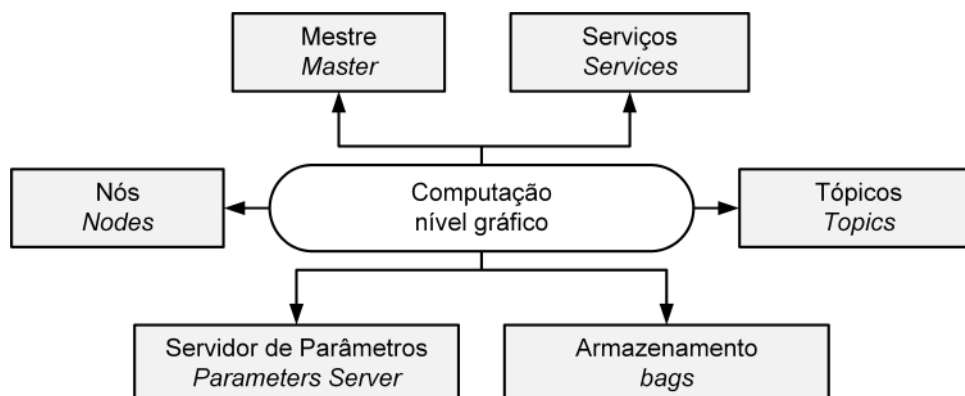 Mestre
Master
Serviços
Services
Nós
Nodes
Computação
nível gráfico
Tópicos
Topics
Servidor de Parâmetros
Parameters Server
Armazenamento
bags